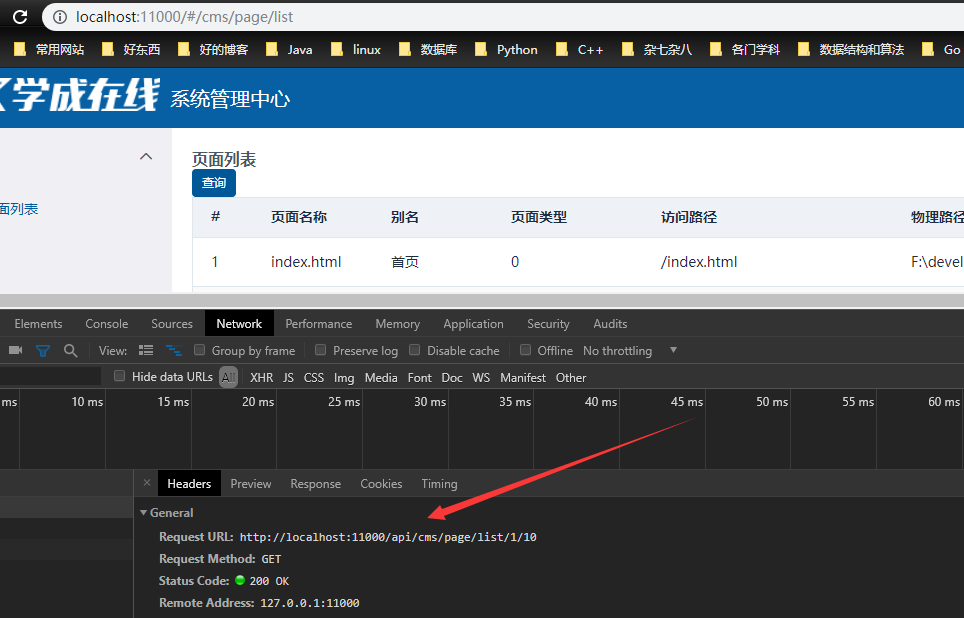 localhost:11000/#/cms/page/list
常用网站 好东西 好的博客 Java linux 数据库 Python C++ 杂七杂八 各门学科 数据结构和算法 Go
学成在线 系统管理中心
页面列表
查询
面列表
# 页面名称 别名 页面类型 访问路径 物理路径
1 index.html 首页 0 /index.html F:\devel
Elements Console Sources Network Performance Memory Application Security Audits
View: Group by frame Preserve log Disable cache Offline No throttling
Hide data URLs All XHR JS CSS Img Media Font Doc WS Manifest Other
ms 10 ms 15 ms 20 ms 25 ms 30 ms 35 ms 40 ms 45 ms 50 ms 55 ms 60 ms
× Headers Preview Response Cookies Timing
General
Request URL: http://localhost:11000/api/cms/page/list/1/10
Request Method: GET
Status Code: 200 OK
Remote Address: 127.0.0.1:11000